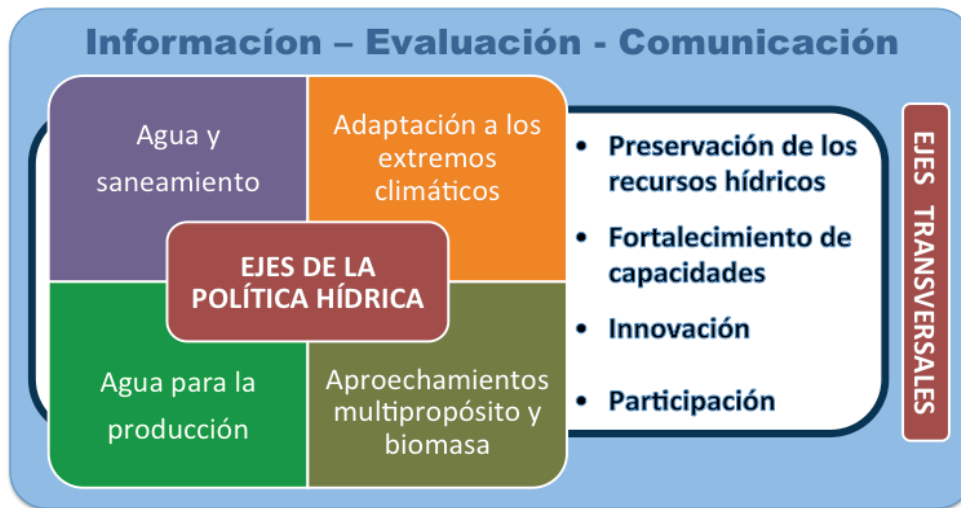 Informacíon – Evaluación - Comunicación
Agua y
saneamiento
Adaptación a los
extremos
climáticos
EJES DE LA
POLÍTICA HÍDRICA
Agua para la
producción
Aproechamientos
multipropósito y
biomasa
• Preservación de los
recursos hídricos
• Fortalecimiento de
capacidades
• Innovación
• Participación
EJES TRANSVERSALES